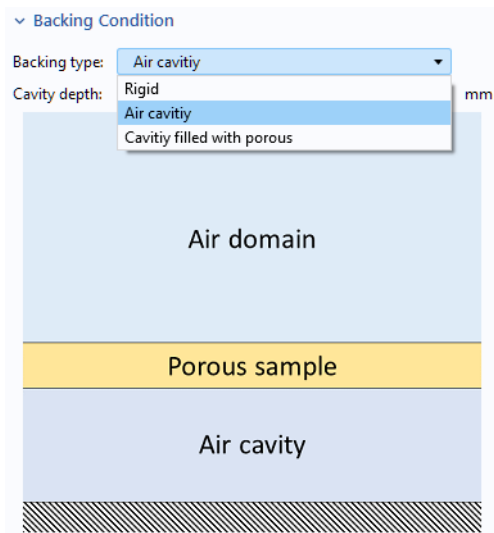 Backing Condition
Backing type: Air cavitiy
Cavity depth: mm
Rigid
Air cavitiy
Cavitiy filled with porous
Air domain
Porous sample
Air cavity